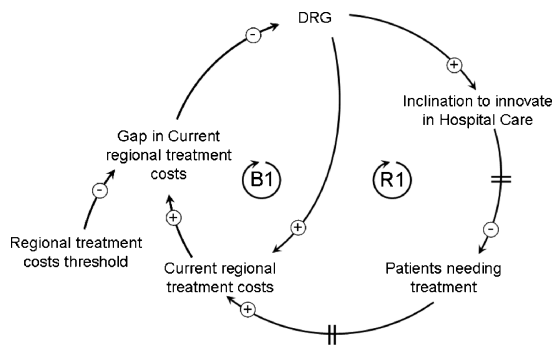 DRG
-
+
Inclination to innovate
in Hospital Care
Gap in Current
regional treatment
costs
B1
R1
-
+
+
-
Regional treatment
costs threshold
Current regional
treatment costs
Patients needing
treatment
+